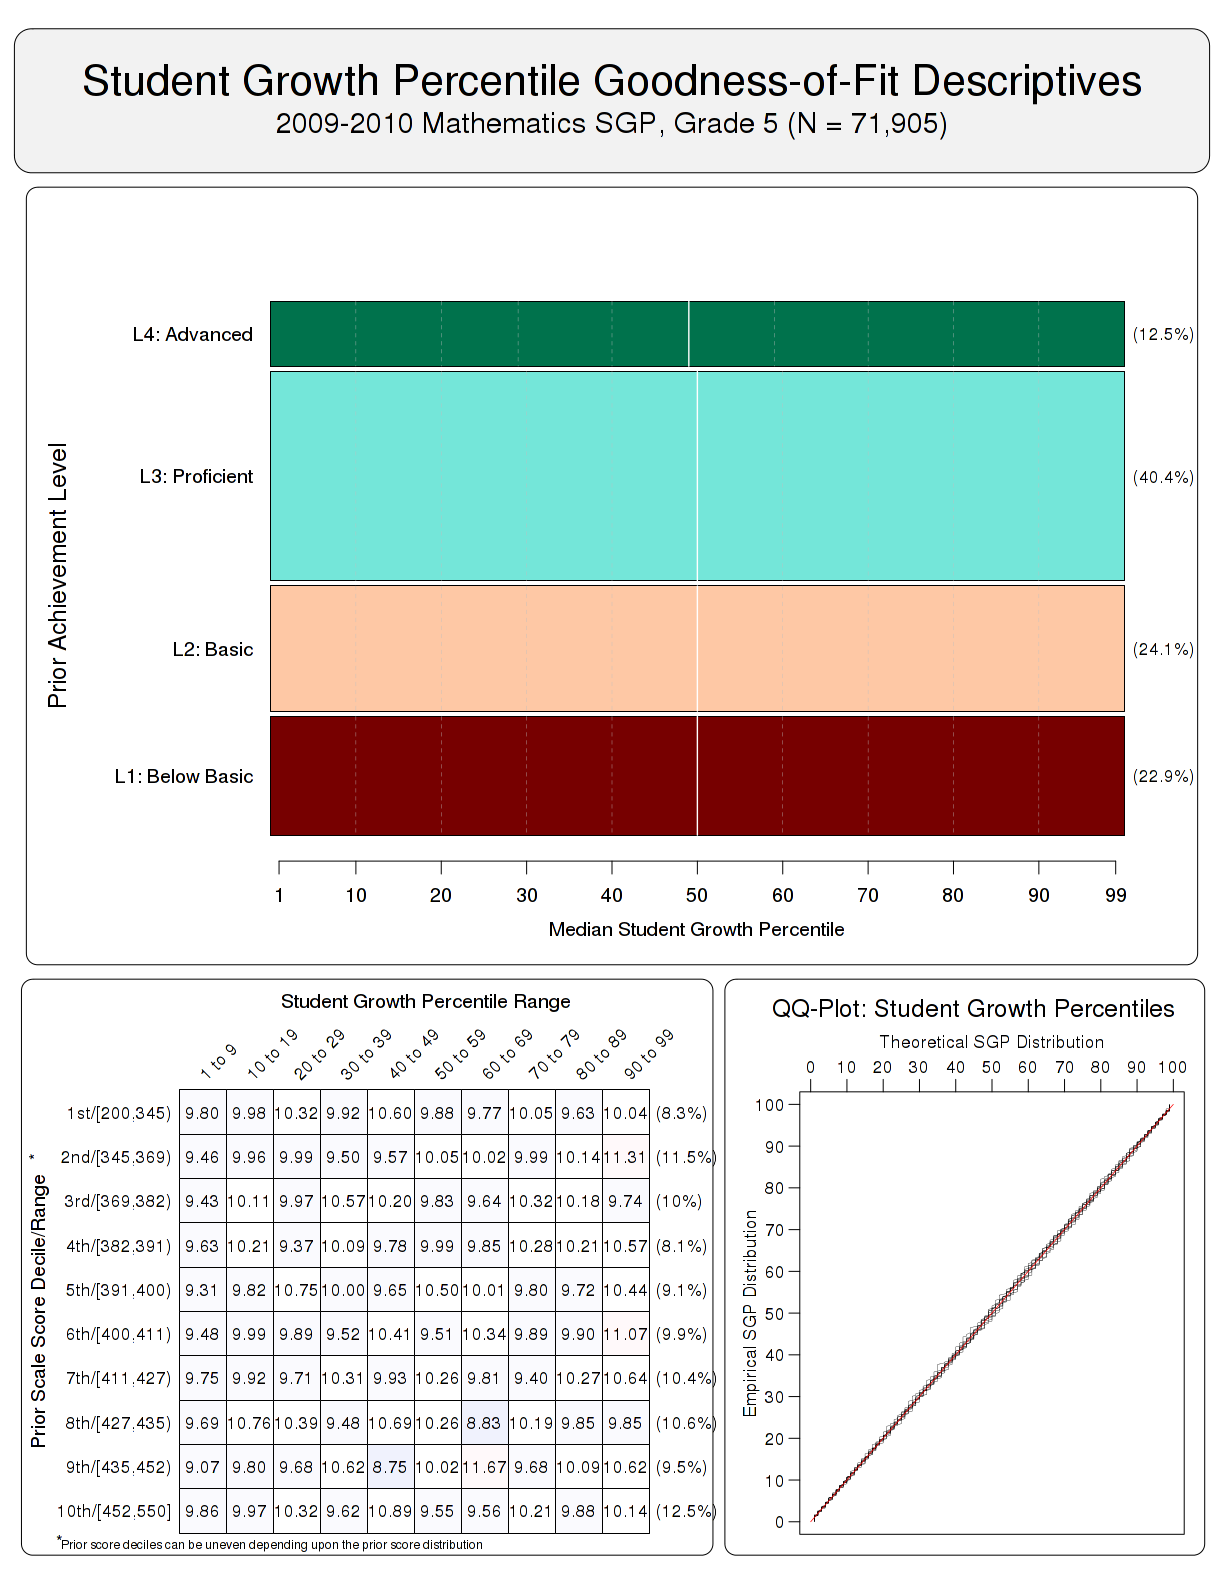 Student Growth Percentile Goodness-of-Fit Descriptives
2009-2010 Mathematics SGP, Grade 5 (N = 71,905)
Prior Achievement Level
L4: Advanced (12.5%)
L3: Proficient (40.4%)
L2: Basic (24.1%)
L1: Below Basic (22.9%)
1 10 20 30 40 50 60 70 80 90 99
Median Student Growth Percentile
Student Growth Percentile Range
1 to 9 10 to 19 20 to 29 30 to 39 40 to 49 50 to 59 60 to 69 70 to 79 80 to 89 90 to 99
Prior Scale Score Decile/Range *
1st/[200,345) 9.80 9.98 10.32 9.92 10.60 9.88 9.77 10.05 9.63 10.04 (8.3%)
2nd/[345,369) 9.46 9.96 9.99 9.50 9.57 10.05 10.02 9.99 10.14 11.31 (11.5%)
3rd/[369,382) 9.43 10.11 9.97 10.57 10.20 9.83 9.64 10.32 10.18 9.74 (10%)
4th/[382,391) 9.63 10.21 9.37 10.09 9.78 9.99 9.85 10.28 10.21 10.57 (8.1%)
5th/[391,400) 9.31 9.82 10.75 10.00 9.65 10.50 10.01 9.80 9.72 10.44 (9.1%)
6th/[400,411) 9.48 9.99 9.89 9.52 10.41 9.51 10.34 9.89 9.90 11.07 (9.9%)
7th/[411,427) 9.75 9.92 9.71 10.31 9.93 10.26 9.81 9.40 10.27 10.64 (10.4%)
8th/[427,435) 9.69 10.76 10.39 9.48 10.69 10.26 8.83 10.19 9.85 9.85 (10.6%)
9th/[435,452) 9.07 9.80 9.68 10.62 8.75 10.02 11.67 9.68 10.09 10.62 (9.5%)
10th/[452,550] 9.86 9.97 10.32 9.62 10.89 9.55 9.56 10.21 9.88 10.14 (12.5%)
*Prior score deciles can be uneven depending upon the prior score distribution
QQ-Plot: Student Growth Percentiles
Theoretical SGP Distribution
0 10 20 30 40 50 60 70 80 90 100
Empirical SGP Distribution
100
90
80
70
60
50
40
30
20
10
0